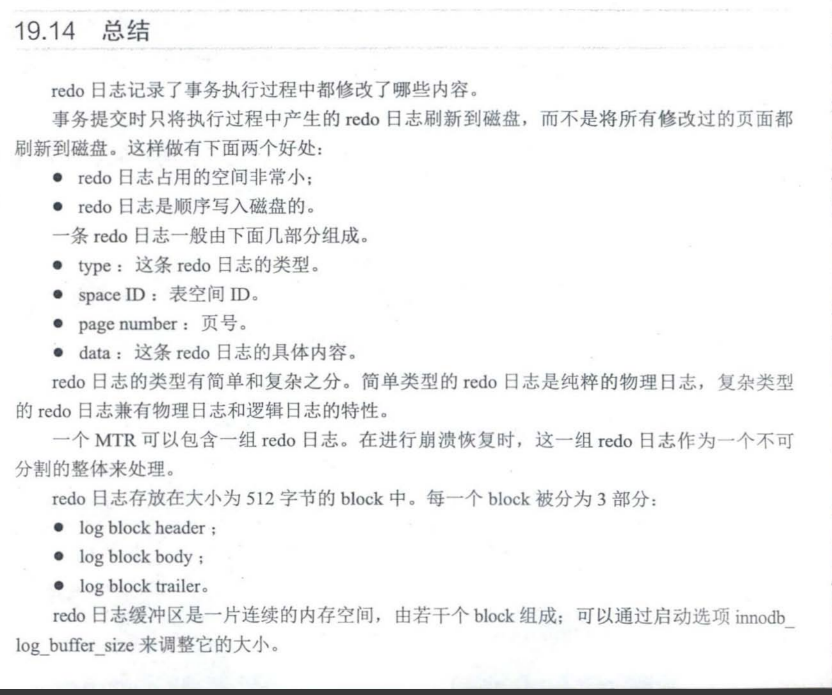 19.14 总结
redo 日志记录了事务执行过程中都修改了哪些内容。
事务提交时只将执行过程中产生的 redo 日志刷新到磁盘，而不是将所有修改过的页面都
刷新到磁盘。这样做有下面两个好处：
● redo 日志占用的空间非常小；
● redo 日志是顺序写入磁盘的。
一条 redo 日志一般由下面几部分组成。
● type：这条 redo 日志的类型。
● space ID：表空间 ID。
● page number：页号。
● data：这条 redo 日志的具体内容。
redo 日志的类型有简单和复杂之分。简单类型的 redo 日志是纯粹的物理日志，复杂类型
的 redo 日志兼有物理日志和逻辑日志的特性。
一个 MTR 可以包含一组 redo 日志。在进行崩溃恢复时，这一组 redo 日志作为一个不可
分割的整体来处理。
redo 日志存放在大小为 512 字节的 block 中。每一个 block 被分为 3 部分：
● log block header；
● log block body；
● log block trailer。
redo 日志缓冲区是一片连续的内存空间，由若干个 block 组成；可以通过启动选项 innodb_
log_buffer_size 来调整它的大小。